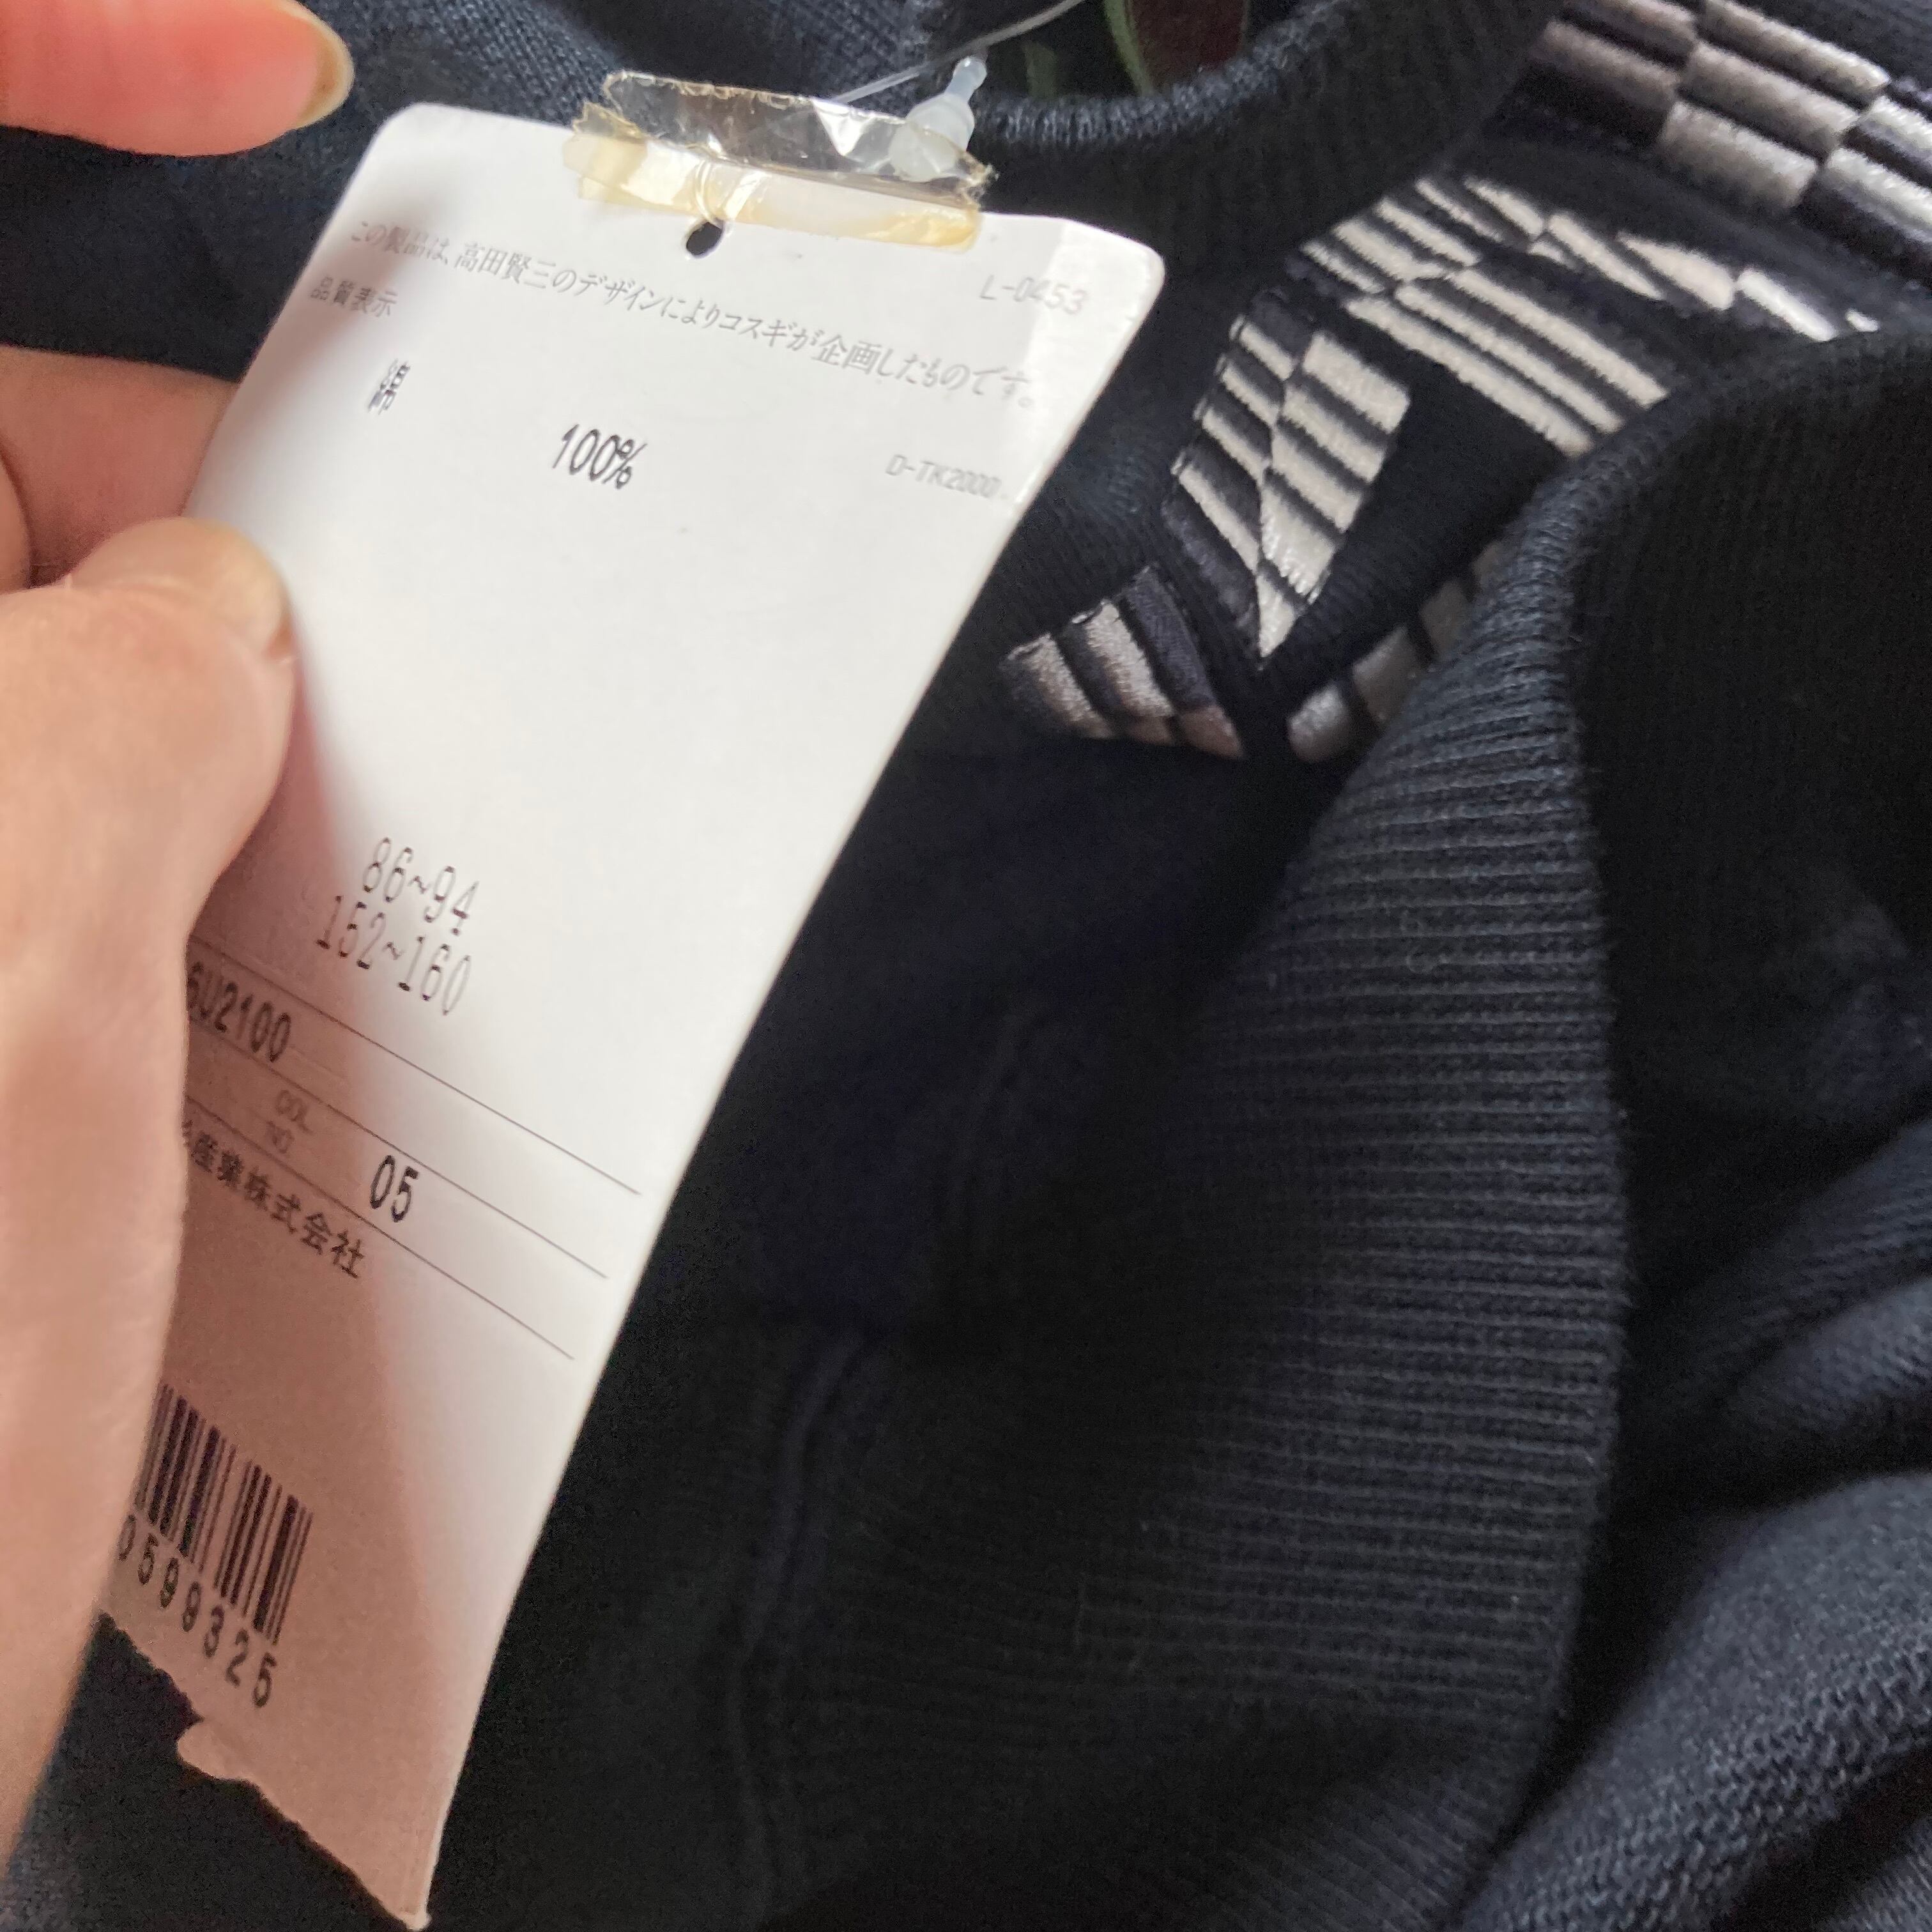 L-0453
この製品は、高田賢三のデザインによりコスギが企画したものです。
品質表示
綿 100%
D-TK2000
86~94
152~160
6U2100
COL
NO 05
産業株式会社
0599325